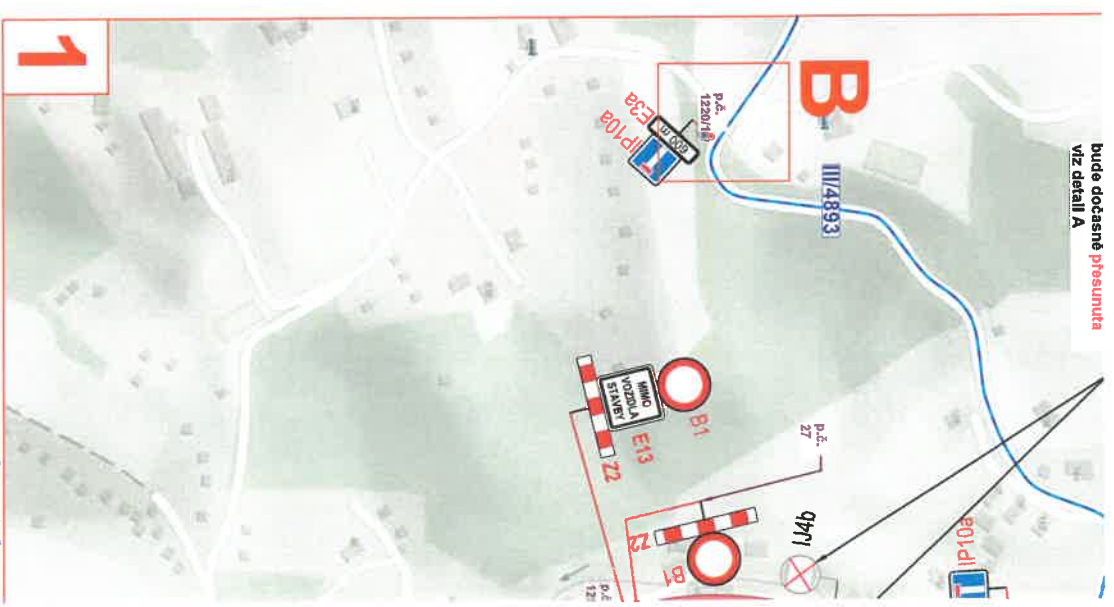 1
B
bude dočasně přesunuta
viz detail A
p.č.
1220/1
E3a
600 m
IP10a
III/4893
MIMO
VOZIDLA
STAVBY
B1
E13
Z2
p.č.
27
Z2
B1
IJ4b
IP10a
p.č.